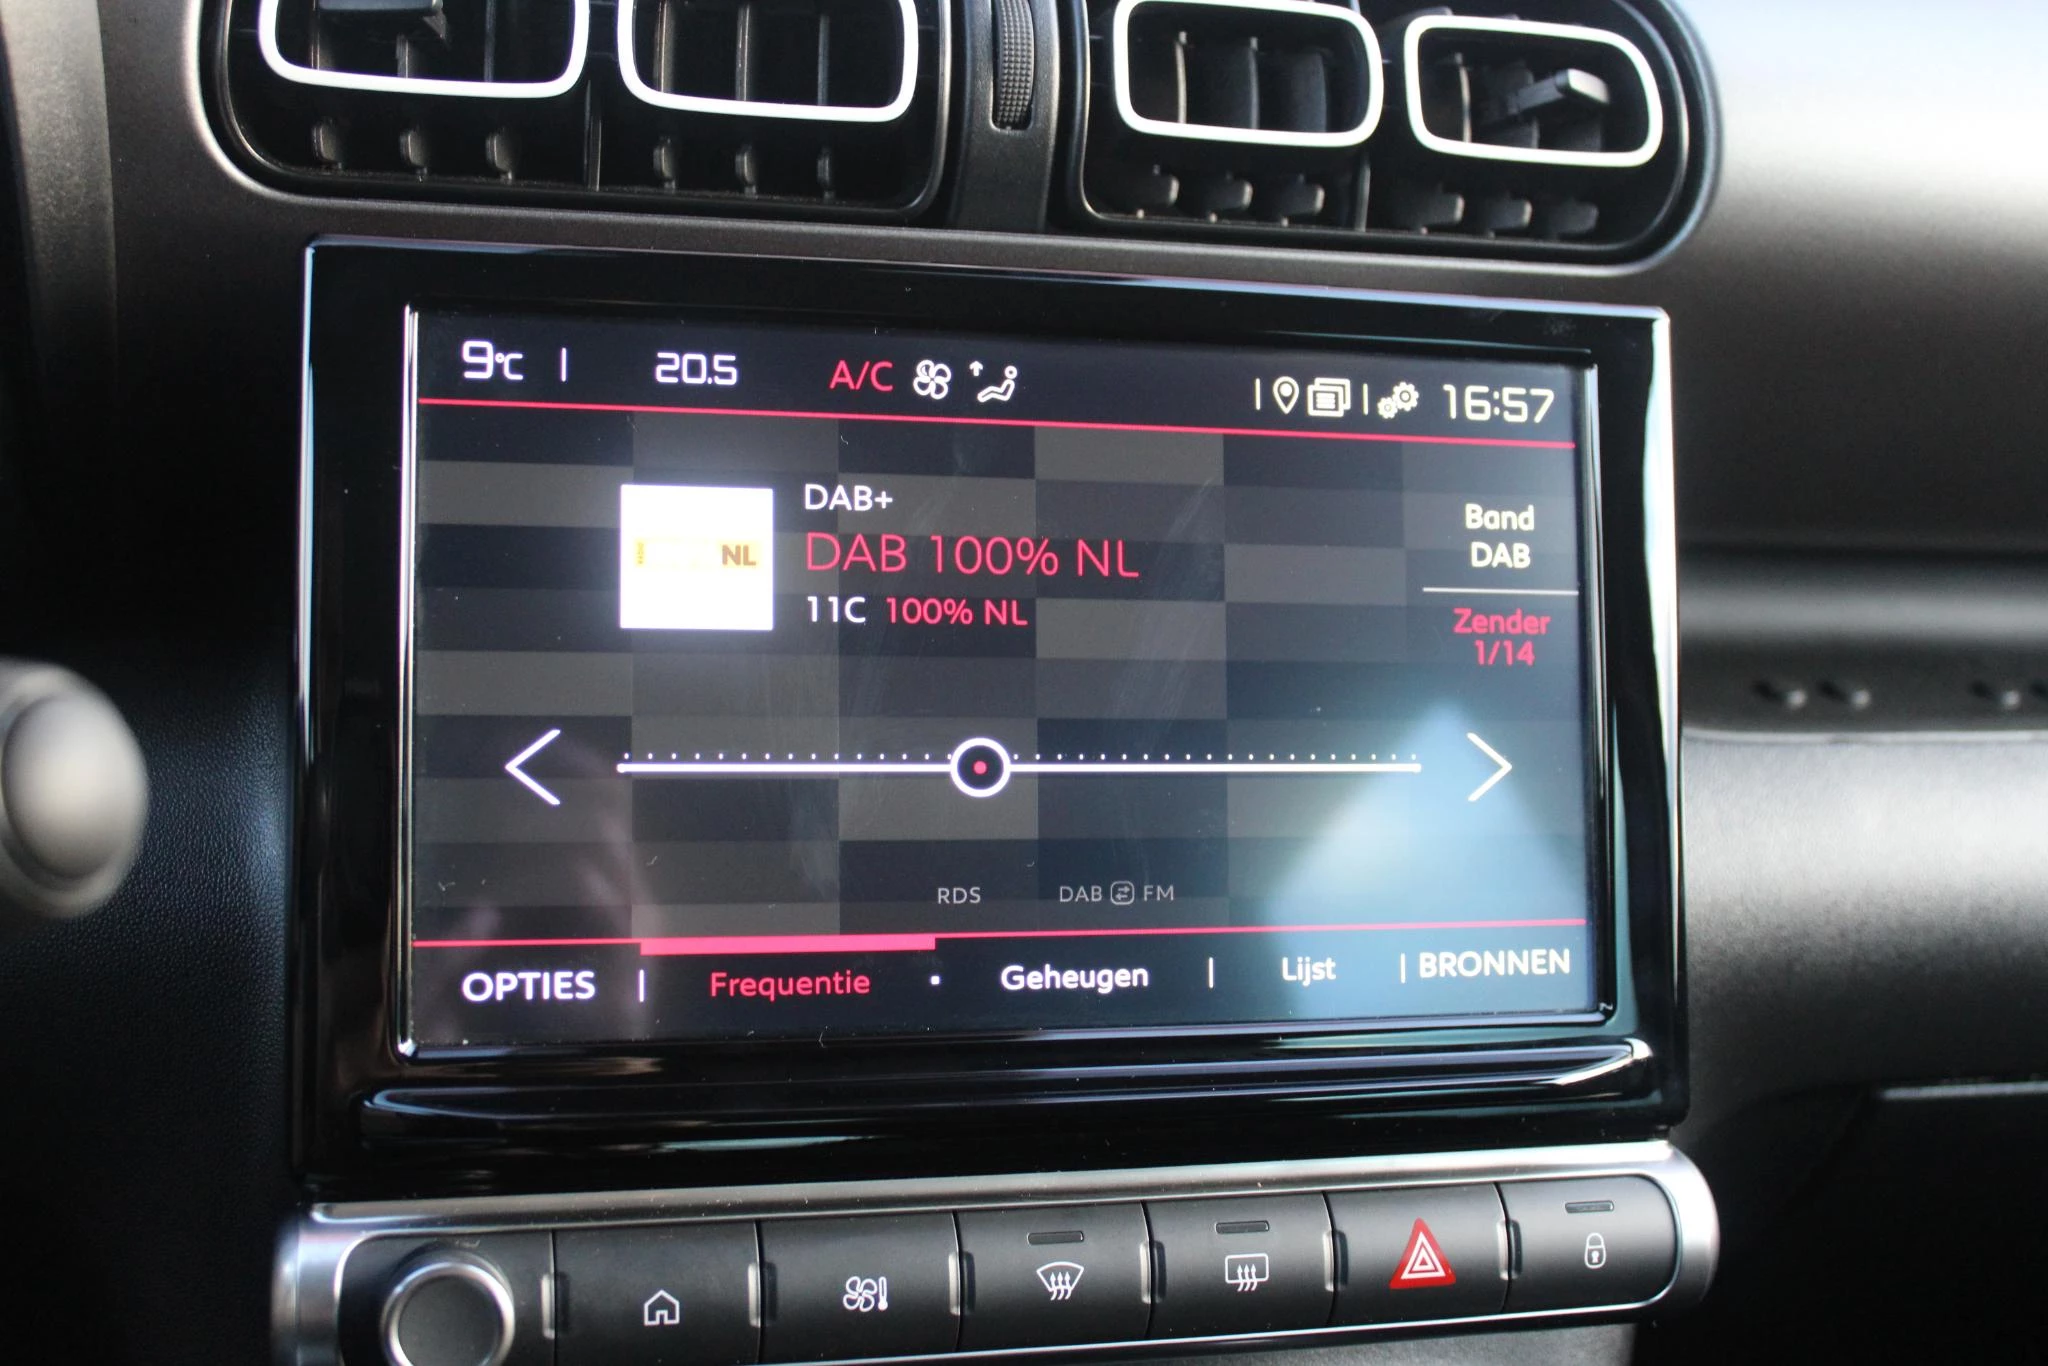 9°C | 20.5 A/C 16:57
DAB+
DAB 100% NL
11C 100% NL
NL
Band
DAB
Zender
1/14
RDS DAB FM
OPTIES | Frequentie • Geheugen | Lijst | BRONNEN